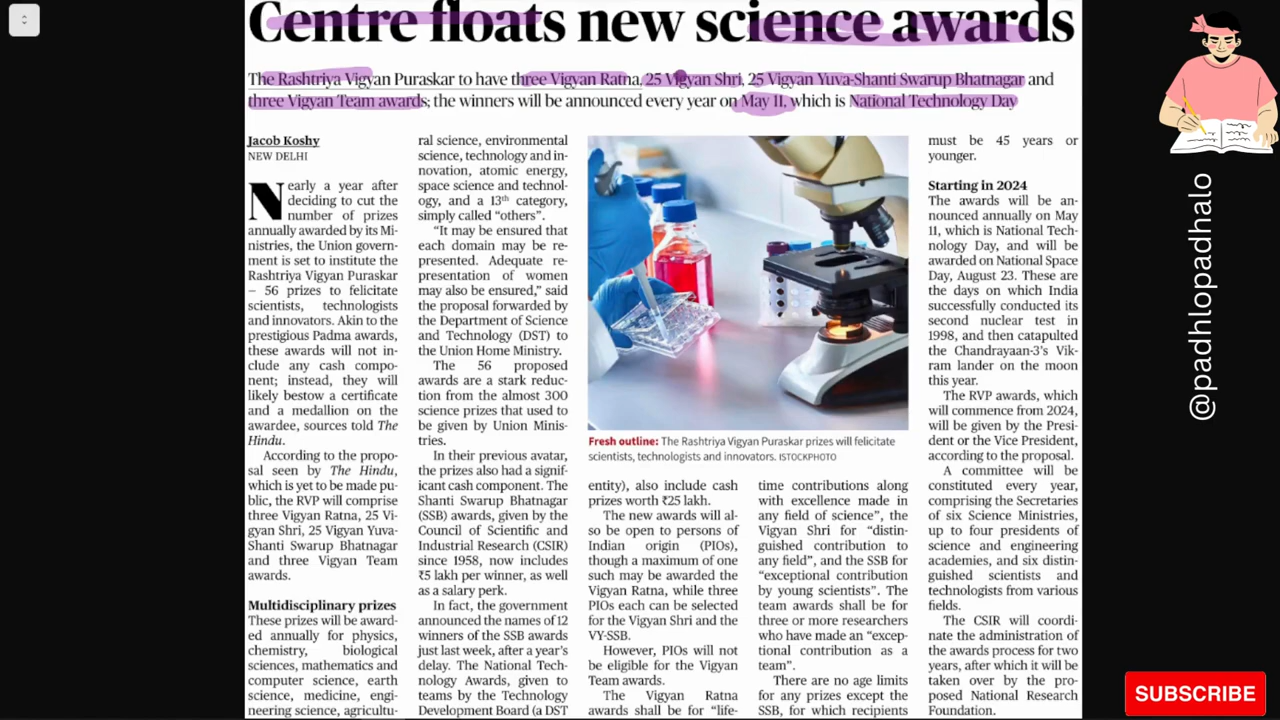 Centre floats new science awards
The Rashtriya Vigyan Puraskar to have three Vigyan Ratna, 25 Vigyan Shri, 25 Vigyan Yuva-Shanti Swarup Bhatnagar and
three Vigyan Team awards; the winners will be announced every year on May 11, which is National Technology Day
Jacob Koshy
NEW DELHI
Nearly a year after
deciding to cut the
number of prizes
annually awarded by its Mi-
nistries, the Union govern-
ment is set to institute the
Rashtriya Vigyan Puraskar
– 56 prizes to felicitate
scientists, technologists
and innovators. Akin to the
prestigious Padma awards,
these awards will not in-
clude any cash compo-
nent; instead, they will
likely bestow a certificate
and a medallion on the
awardee, sources told The
Hindu.
According to the propo-
sal seen by The Hindu,
which is yet to be made pu-
blic, the RVP will comprise
three Vigyan Ratna, 25 Vi-
gyan Shri, 25 Vigyan Yuva-
Shanti Swarup Bhatnagar
and three Vigyan Team
awards.
Multidisciplinary prizes
These prizes will be award-
ed annually for physics,
chemistry, biological
sciences, mathematics and
computer science, earth
science, medicine, engi-
neering science, agricultu-
ral science, environmental
science, technology and in-
novation, atomic energy,
space science and technol-
ogy, and a 13th category,
simply called "others".
"It may be ensured that
each domain may be re-
presented. Adequate re-
presentation of women
may also be ensured," said
the proposal forwarded by
the Department of Science
and Technology (DST) to
the Union Home Ministry.
The 56 proposed
awards are a stark reduc-
tion from the almost 300
science prizes that used to
be given by Union Minis-
tries.
In their previous avatar,
the prizes also had a signif-
icant cash component. The
Shanti Swarup Bhatnagar
(SSB) awards, given by the
Council of Scientific and
Industrial Research (CSIR)
since 1958, now includes
₹5 lakh per winner, as well
as a salary perk.
In fact, the government
announced the names of 12
winners of the SSB awards
just last week, after a year's
delay. The National Tech-
nology Awards, given to
teams by the Technology
Development Board (a DST
Fresh outline: The Rashtriya Vigyan Puraskar prizes will felicitate
scientists, technologists and innovators. ISTOCKPHOTO
entity), also include cash
prizes worth ₹25 lakh.
The new awards will al-
so be open to persons of
Indian origin (PIOs),
though a maximum of one
such may be awarded the
Vigyan Ratna, while three
PIOs each can be selected
for the Vigyan Shri and the
VY-SSB.
However, PIOs will not
be eligible for the Vigyan
Team awards.
The Vigyan Ratna
awards shall be for "life-
time contributions along
with excellence made in
any field of science", the
Vigyan Shri for "distin-
guished contribution to
any field", and the SSB for
"exceptional contribution
by young scientists". The
team awards shall be for
three or more researchers
who have made an "excep-
tional contribution as a
team".
There are no age limits
for any prizes except the
SSB, for which recipients
must be 45 years or
younger.
Starting in 2024
The awards will be an-
nounced annually on May
11, which is National Tech-
nology Day, and will be
awarded on National Space
Day, August 23. These are
the days on which India
successfully conducted its
second nuclear test in
1998, and then catapulted
the Chandrayaan-3's Vik-
ram lander on the moon
this year.
The RVP awards, which
will commence from 2024,
will be given by the Presi-
dent or the Vice President,
according to the proposal.
A committee will be
constituted every year,
comprising the Secretaries
of six Science Ministries,
up to four presidents of
science and engineering
academies, and six distin-
guished scientists and
technologists from various
fields.
The CSIR will coordi-
nate the administration of
the awards process for two
years, after which it will be
taken over by the pro-
posed National Research
Foundation.
@padhlopadhalo
SUBSCRIBE